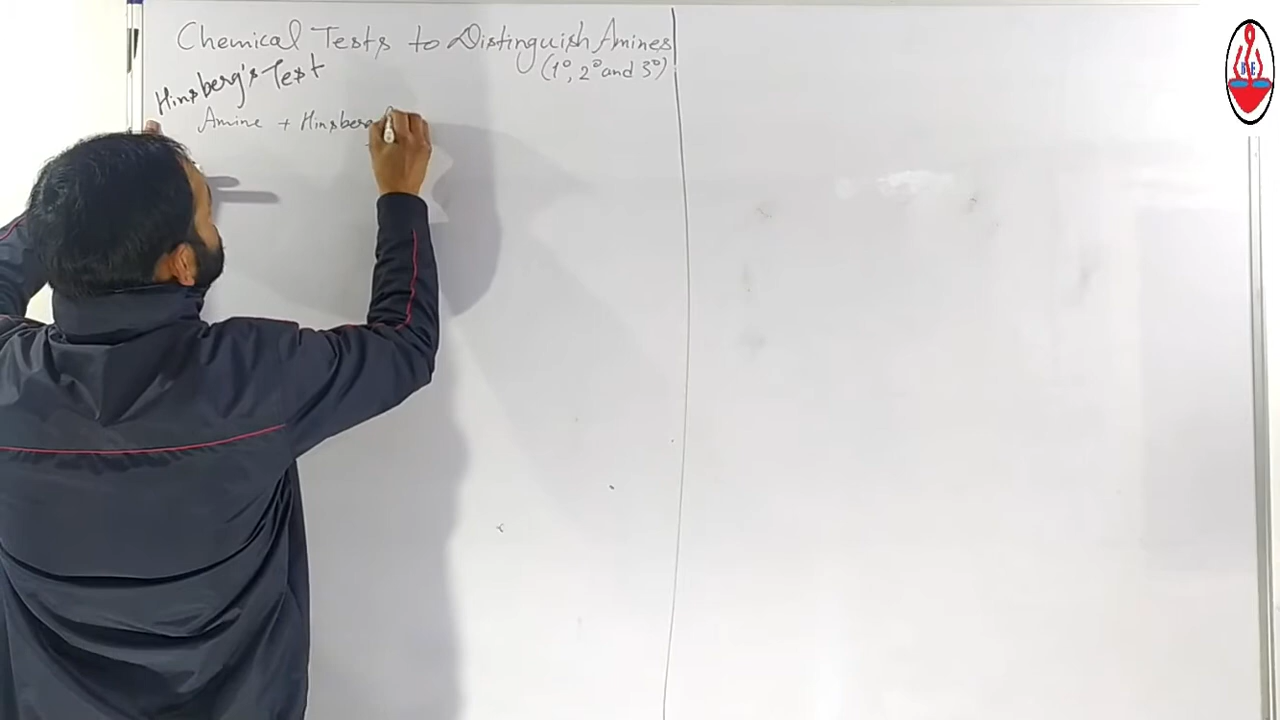 Chemical Tests to Distinguish Amines
(1°, 2° and 3°)
Hinsberg's Test
Amine + Hinsberg